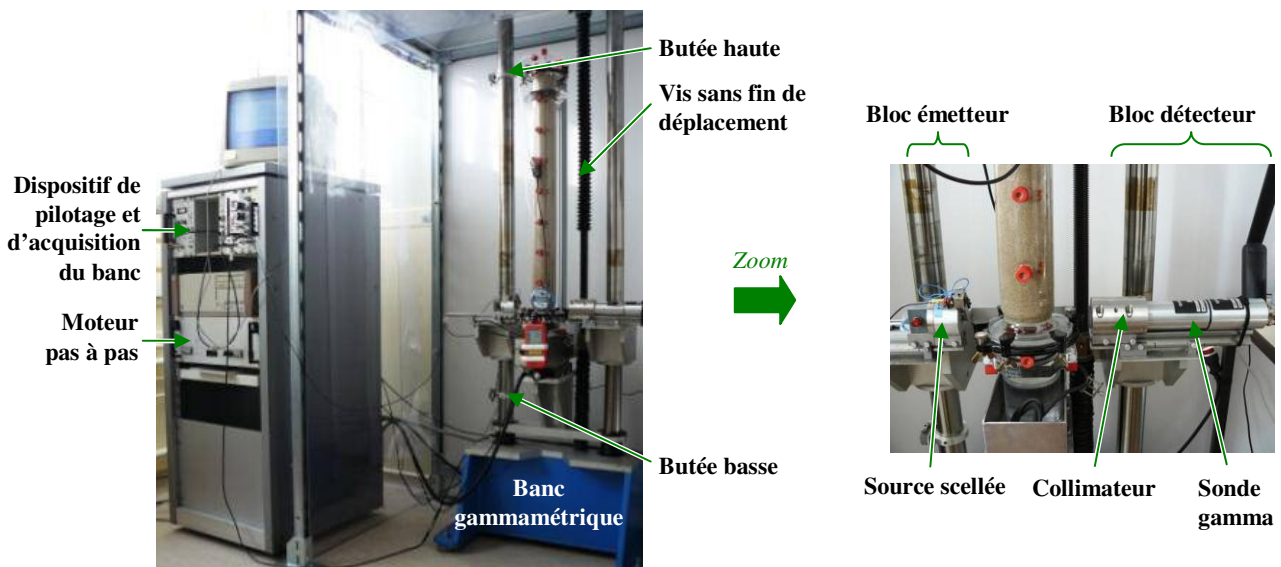 Butée haute
Vis sans fin de
déplacement
Dispositif de
pilotage et
d'acquisition
du banc
Moteur
pas à pas
Butée basse
Banc
gammamétrique
Zoom
Bloc émetteur
Bloc détecteur
Source scellée
Collimateur
Sonde
gamma